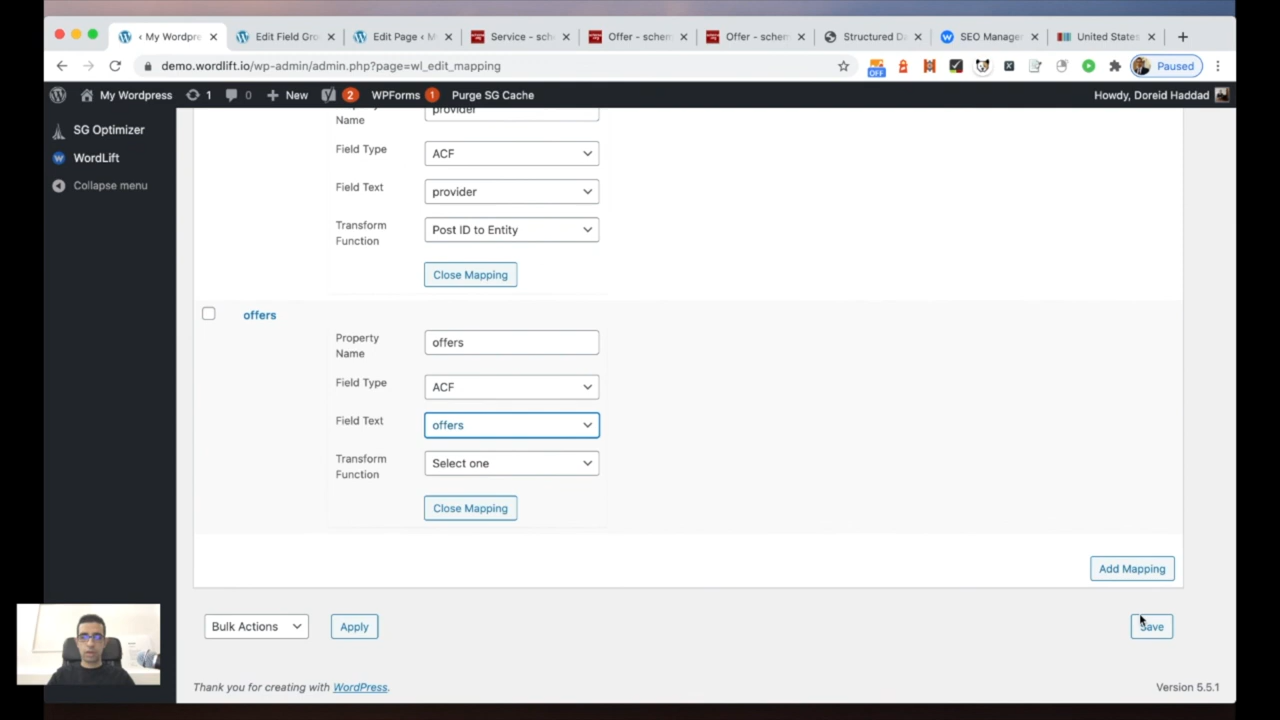 ‹ My Wordpre
Edit Field Gro
Edit Page ‹ M
Service - sch
Offer - schem
Offer - schem
Structured D
SEO Manager
United States
demo.wordlift.io/wp-admin/admin.php?page=wl_edit_mapping
OFF
Paused
My Wordpress
1
0
New
2
WPForms
1
Purge SG Cache
Howdy, Doreid Haddad
SG Optimizer
WordLift
Collapse menu
Name
provider
Field Type
ACF
Field Text
provider
Transform
Function
Post ID to Entity
Close Mapping
offers
Property
Name
offers
Field Type
ACF
Field Text
offers
Transform
Function
Select one
Close Mapping
Add Mapping
Bulk Actions
Apply
Save
Thank you for creating with WordPress.
Version 5.5.1